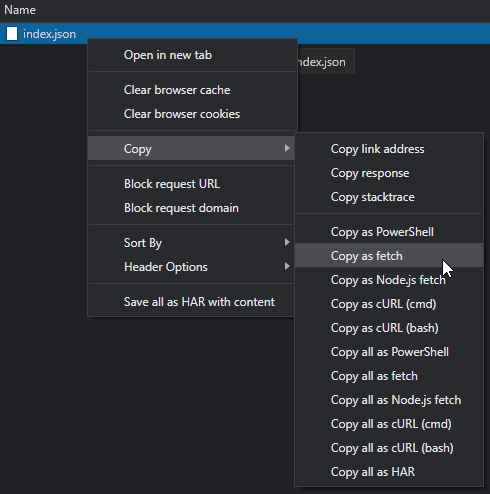 Name
index.json
Open in new tab
ndex.json
Clear browser cache
Clear browser cookies
Copy
Block request URL
Block request domain
Sort By
Header Options
Save all as HAR with content
Copy link address
Copy response
Copy stacktrace
Copy as PowerShell
Copy as fetch
Copy as Node.js fetch
Copy as cURL (cmd)
Copy as cURL (bash)
Copy all as PowerShell
Copy all as fetch
Copy all as Node.js fetch
Copy all as cURL (cmd)
Copy all as cURL (bash)
Copy all as HAR